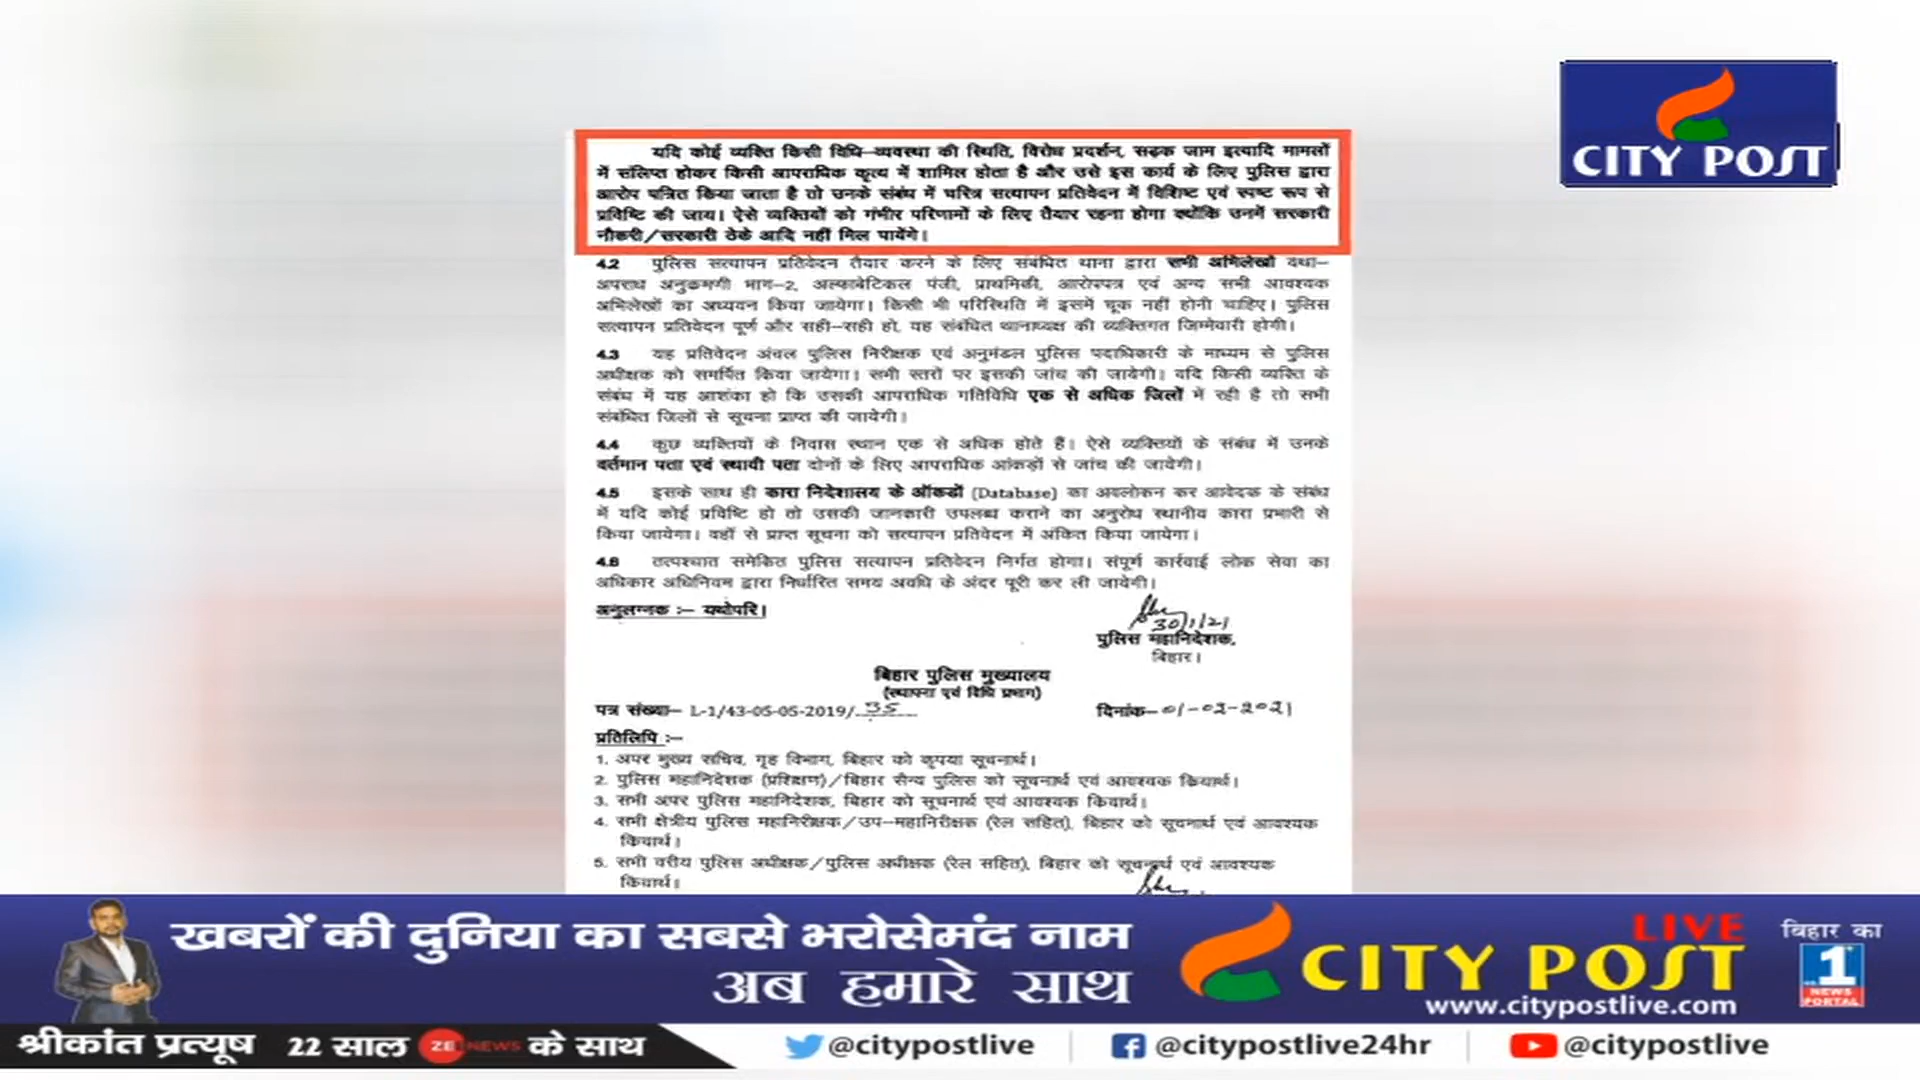 CITY POST
यदि कोई व्यक्ति किसी विधि–व्यवस्था की स्थिति, विरोध प्रदर्शन, सड़क जाम इत्यादि मामलों
में संलिप्त होकर किसी आपराधिक कृत्य में शामिल होता है और उसे इस कार्य के लिए पुलिस द्वारा
आरोप पत्रित किया जाता है तो उनके संबंध में चरित्र सत्यापन प्रतिवेदन में विशिष्ट एवं स्पष्ट रूप से
प्रविष्टि की जाय। ऐसे व्यक्तियों को गंभीर परिणामों के लिए तैयार रहना होगा क्योंकि उनमें सरकारी
नौकरी/सरकारी ठेके आदि नहीं मिल पायेंगे।
4.2 पुलिस सत्यापन प्रतिवेदन तैयार करने के लिए संबंधित थाना द्वारा सभी अभिलेखों यथा–
अपराध अनुक्रमणी भाग–2, अल्फाबेटिकल पंजी, प्राथमिकी, आरोपपत्र एवं अन्य सभी आवश्यक
अभिलेखों का अध्ययन किया जायेगा। किसी भी परिस्थिति में इसमें चूक नहीं होनी चाहिए। पुलिस
सत्यापन प्रतिवेदन पूर्ण और सही–सही हो, यह संबंधित थानाध्यक्ष की व्यक्तिगत जिम्मेवारी होगी।
4.3 यह प्रतिवेदन अंचल पुलिस निरीक्षक एवं अनुमंडल पुलिस पदाधिकारी के माध्यम से पुलिस
अधीक्षक को समर्पित किया जायेगा। सभी स्तरों पर इसकी जांच की जायेगी। यदि किसी व्यक्ति के
संबंध में यह आशंका हो कि उसकी आपराधिक गतिविधि एक से अधिक जिलों में रही है तो सभी
संबंधित जिलों से सूचना प्राप्त की जायेगी।
4.4 कुछ व्यक्तियों के निवास स्थान एक से अधिक होते हैं। ऐसे व्यक्तियों के संबंध में उनके
वर्तमान पता एवं स्थायी पता दोनों के लिए आपराधिक आंकड़ों से जांच की जायेगी।
4.5 इसके साथ ही कारा निदेशालय के आँकडों (Database) का अवलोकन कर आवेदक के संबंध
में यदि कोई प्रविष्टि हो तो उसकी जानकारी उपलब्ध कराने का अनुरोध स्थानीय कारा प्रभारी से
किया जायेगा। वहाँ से प्राप्त सूचना को सत्यापन प्रतिवेदन में अंकित किया जायेगा।
4.6 तत्पश्चात समेकित पुलिस सत्यापन प्रतिवेदन निर्गत होगा। संपूर्ण कार्रवाई लोक सेवा का
अधिकार अधिनियम द्वारा निर्धारित समय अवधि के अंदर पूरी कर ली जायेगी।
अनुलग्नक :– यथोपरि।
30/1/21
पुलिस महानिदेशक,
बिहार।
बिहार पुलिस मुख्यालय
(स्थापना एवं विधि प्रभाग)
पत्र संख्या– L-1/43-05-05-2019/ 35
दिनांक–01-02-2021
प्रतिलिपि :–
1. अपर मुख्य सचिव, गृह विभाग, बिहार को कृपया सूचनार्थ।
2. पुलिस महानिदेशक (प्रशिक्षण)/बिहार सैन्य पुलिस को सूचनार्थ एवं आवश्यक क्रियार्थ।
3. सभी अपर पुलिस महानिदेशक, बिहार को सूचनार्थ एवं आवश्यक क्रियार्थ।
4. सभी क्षेत्रीय पुलिस महानिरीक्षक/उप–महानिरीक्षक (रेल सहित), बिहार को सूचनार्थ एवं आवश्यक
क्रियार्थ।
5. सभी वरीय पुलिस अधीक्षक/पुलिस अधीक्षक (रेल सहित), बिहार को सूचनार्थ एवं आवश्यक
क्रियार्थ।
खबरों की दुनिया का सबसे भरोसेमंद नाम
अब हमारे साथ
LIVE
CITY POST
www.citypostlive.com
बिहार का
NO. 1
NEWS
PORTAL
श्रीकांत प्रत्यूष 22 साल ZEE NEWS के साथ
@citypostlive
@citypostlive24hr
@citypostlive